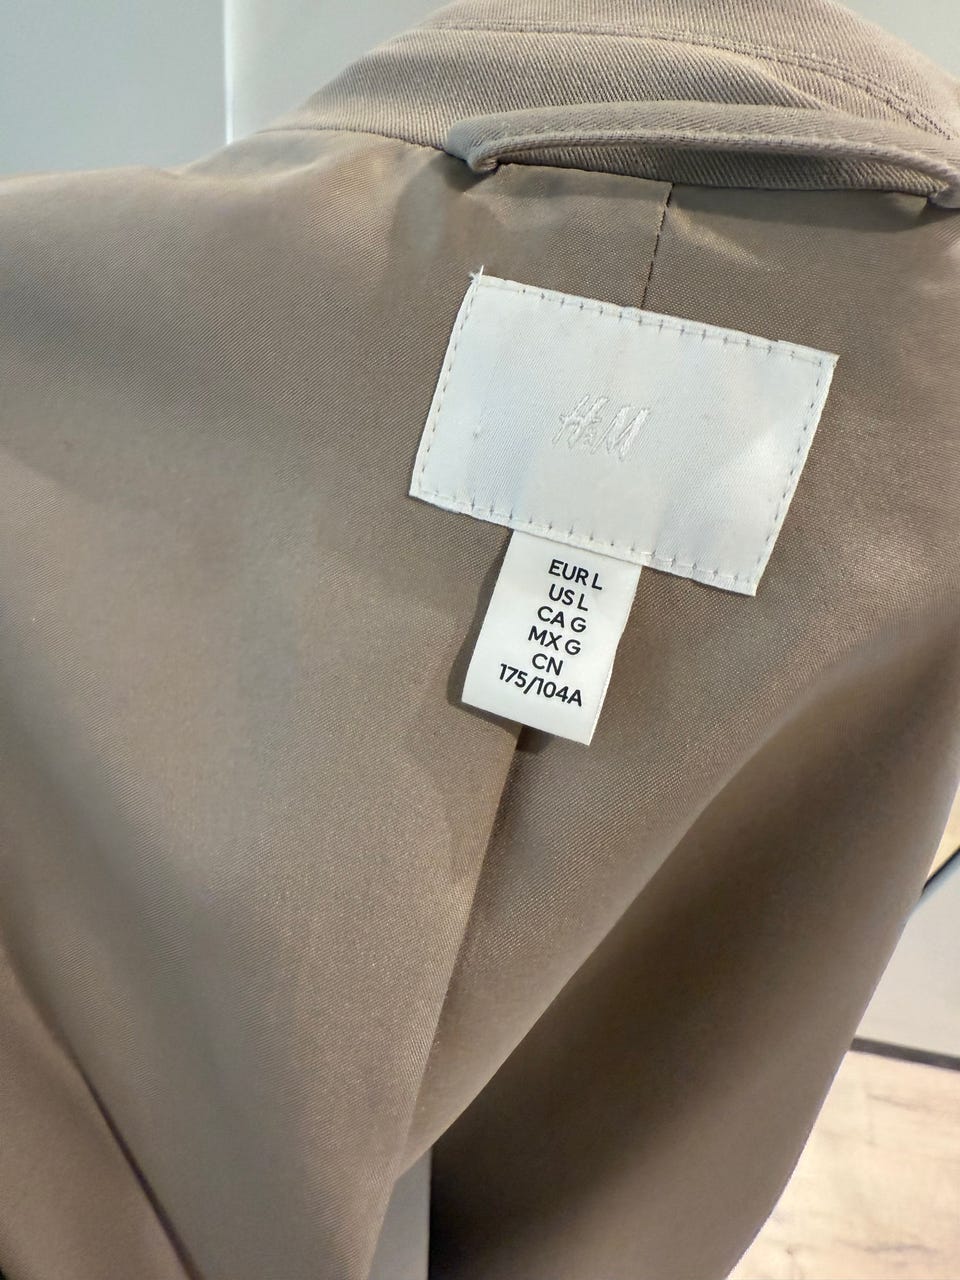 H&M
EUR L
US L
CA G
MX G
CN
175/104A